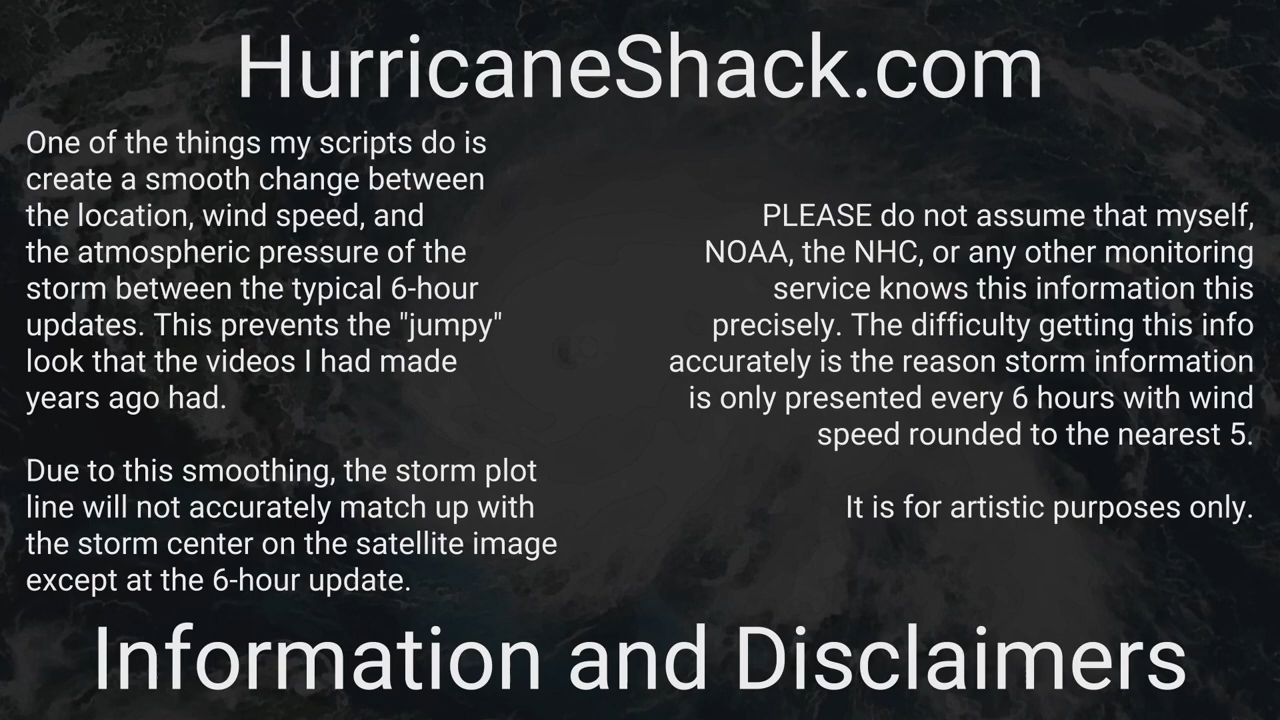 HurricaneShack.com
One of the things my scripts do is
create a smooth change between
the location, wind speed, and
the atmospheric pressure of the
storm between the typical 6-hour
updates. This prevents the "jumpy"
look that the videos I had made
years ago had.
Due to this smoothing, the storm plot
line will not accurately match up with
the storm center on the satellite image
except at the 6-hour update.
PLEASE do not assume that myself,
NOAA, the NHC, or any other monitoring
service knows this information this
precisely. The difficulty getting this info
accurately is the reason storm information
is only presented every 6 hours with wind
speed rounded to the nearest 5.
It is for artistic purposes only.
Information and Disclaimers